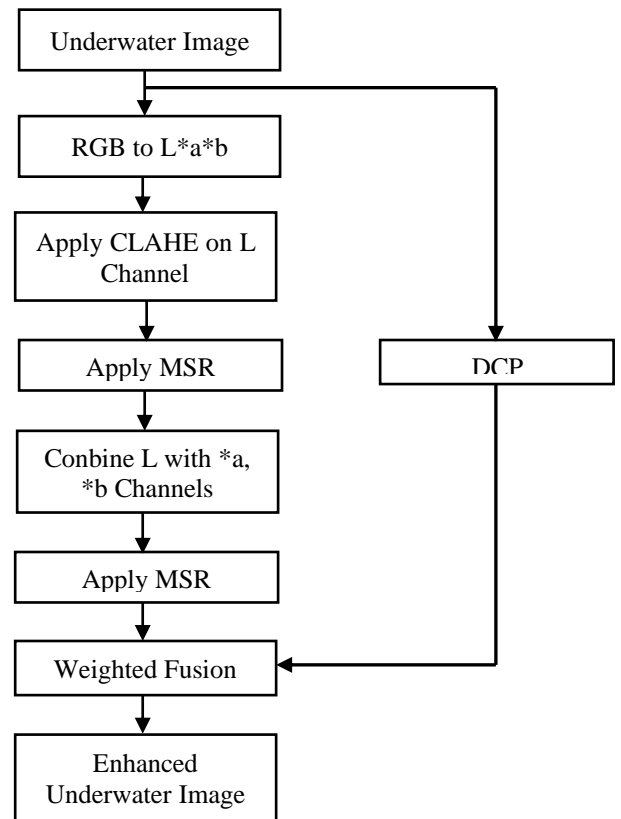 Underwater Image
RGB to L*a*b
Apply CLAHE on L
Channel
Apply MSR
DCP
Conbine L with *a,
*b Channels
Apply MSR
Weighted Fusion
Enhanced
Underwater Image